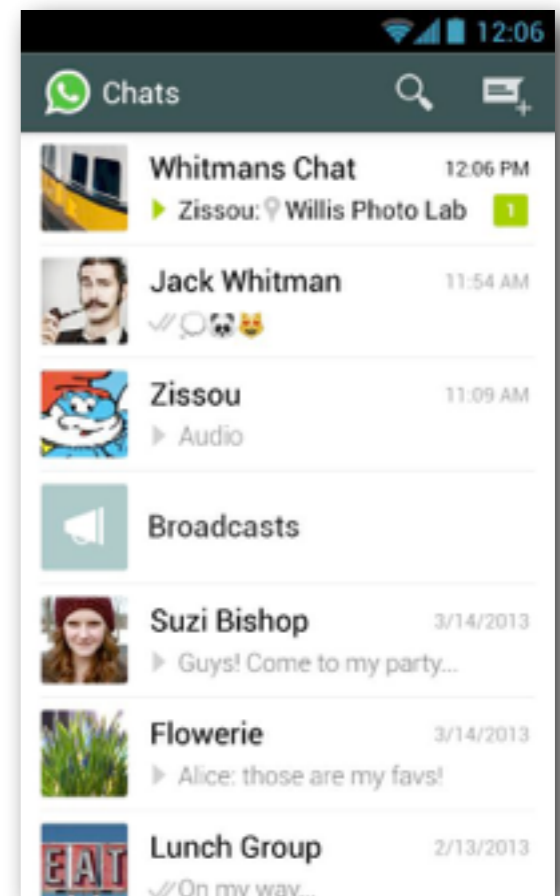 12:06
Chats
Whitmans Chat 12:06 PM
Zissou: Willis Photo Lab 1
Jack Whitman 11:54 AM
Zissou 11:09 AM
Audio
Broadcasts
Suzi Bishop 3/14/2013
Guys! Come to my party...
Flowerie 3/14/2013
Alice: those are my favs!
EAT
Lunch Group 2/13/2013
On my way...